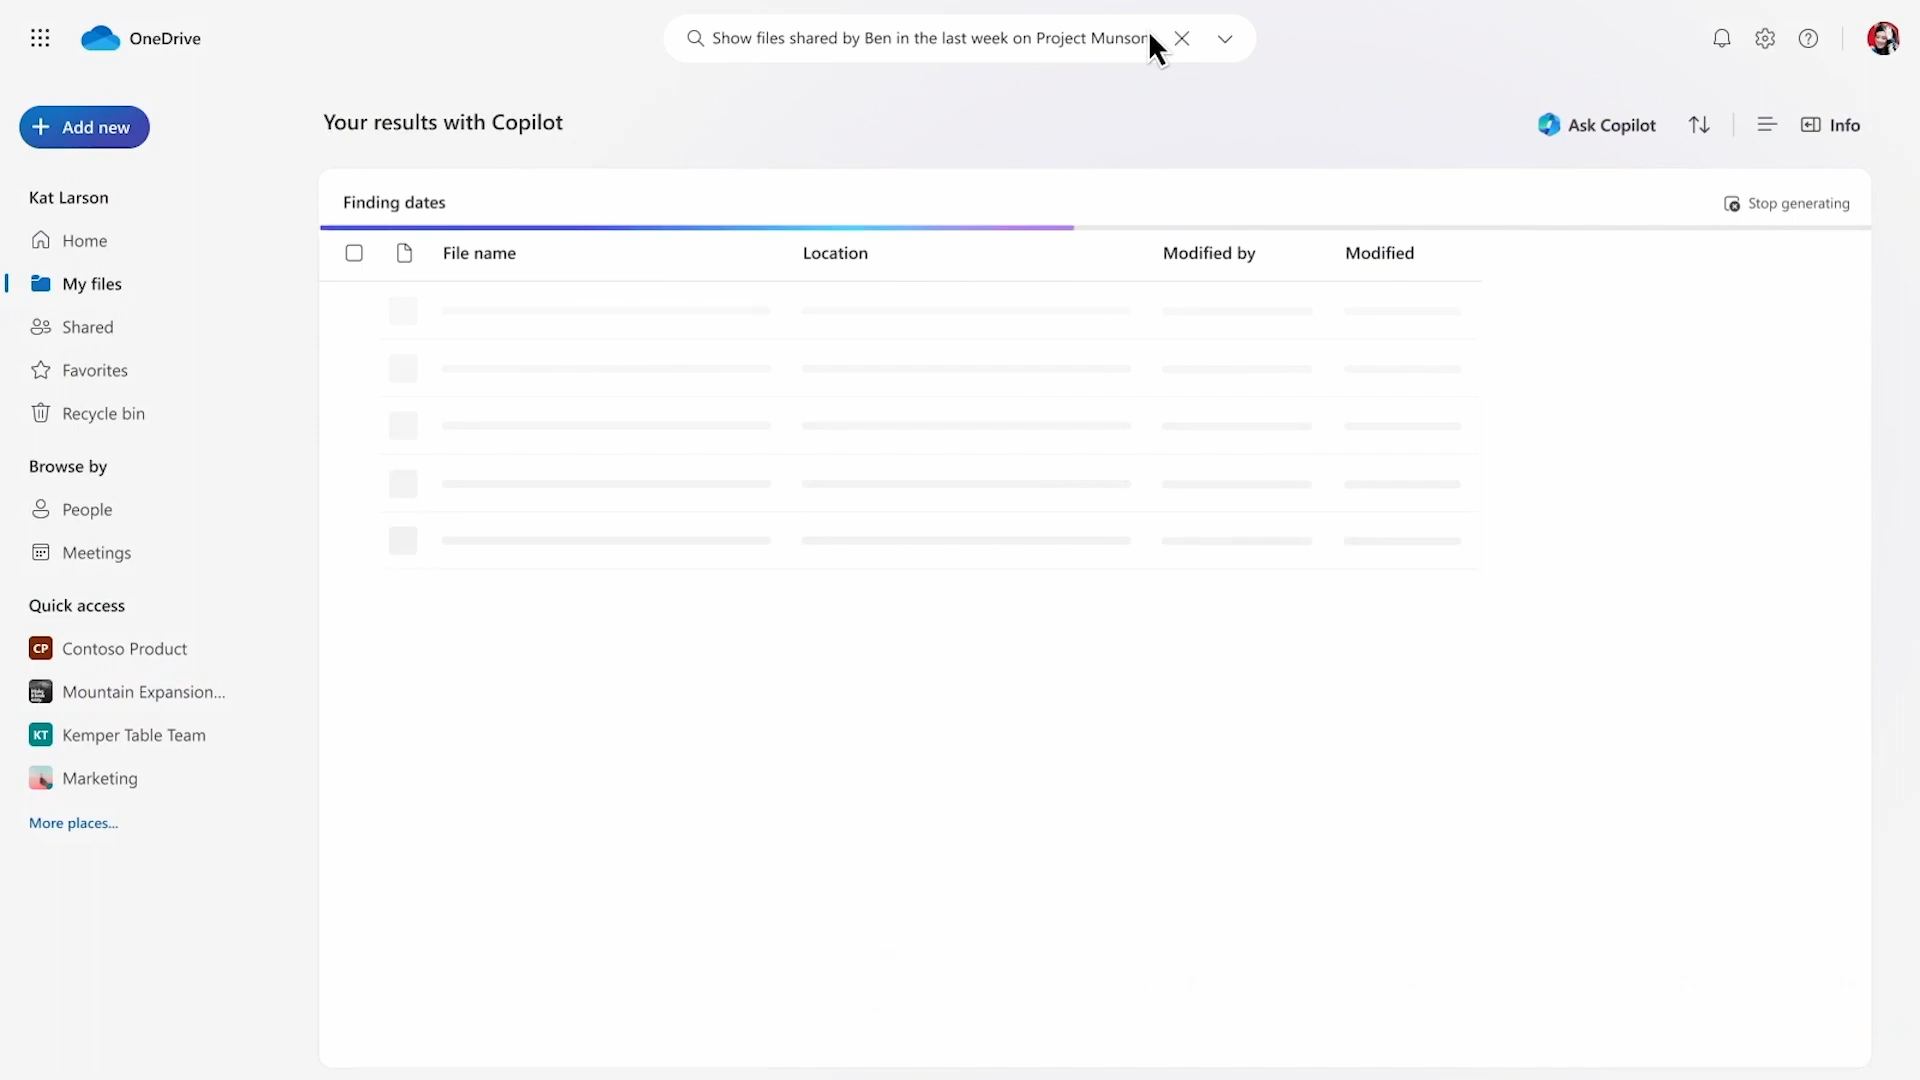 OneDrive
Show files shared by Ben in the last week on Project Munson
Add new
Your results with Copilot
Ask Copilot
Info
Kat Larson
Home
My files
Shared
Favorites
Recycle bin
Browse by
People
Meetings
Quick access
CP Contoso Product
Mountain Expansion...
KT Kemper Table Team
Marketing
More places...
Finding dates
Stop generating
File name Location Modified by Modified